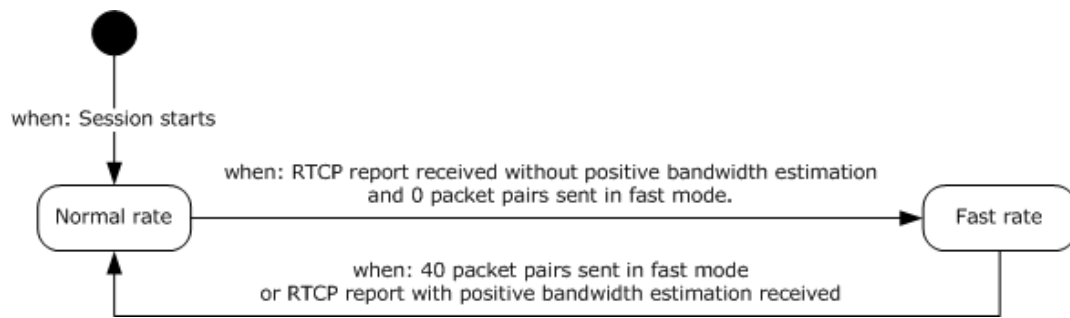 when: Session starts
when: RTCP report received without positive bandwidth estimation
and 0 packet pairs sent in fast mode.
Normal rate
Fast rate
when: 40 packet pairs sent in fast mode
or RTCP report with positive bandwidth estimation received